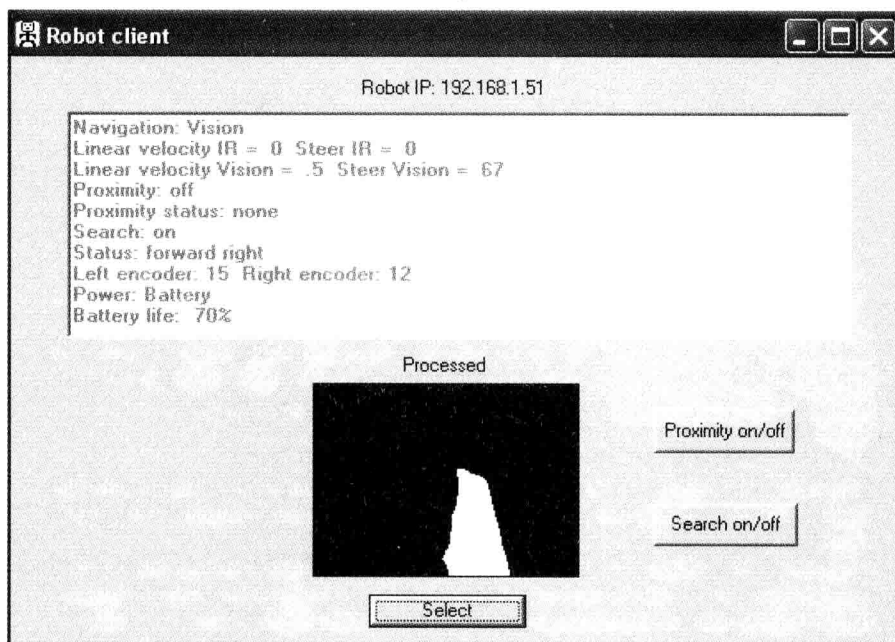 Robot client
Robot IP: 192.168.1.51
Navigation: Vision
Linear velocity IR = 0 Steer IR = 0
Linear velocity Vision = .5 Steer Vision = 67
Proximity: off
Proximity status: none
Search: on
Status: forward right
Left encoder: 15 Right encoder: 12
Power: Battery
Battery life: 70%
Processed
Proximity on/off
Search on/off
Select